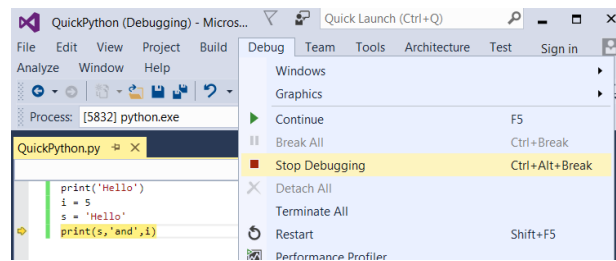 QuickPython (Debugging) - Micros...
Quick Launch (Ctrl+Q)
File Edit View Project Build Debug Team Tools Architecture Test Sign in
Analyze Window Help
Process: [5832] python.exe
QuickPython.py
print('Hello')
i = 5
s = 'Hello'
print(s,'and',i)
Windows
Graphics
Continue F5
Break All Ctrl+Break
Stop Debugging Ctrl+Alt+Break
Detach All
Terminate All
Restart Shift+F5
Performance Profiler